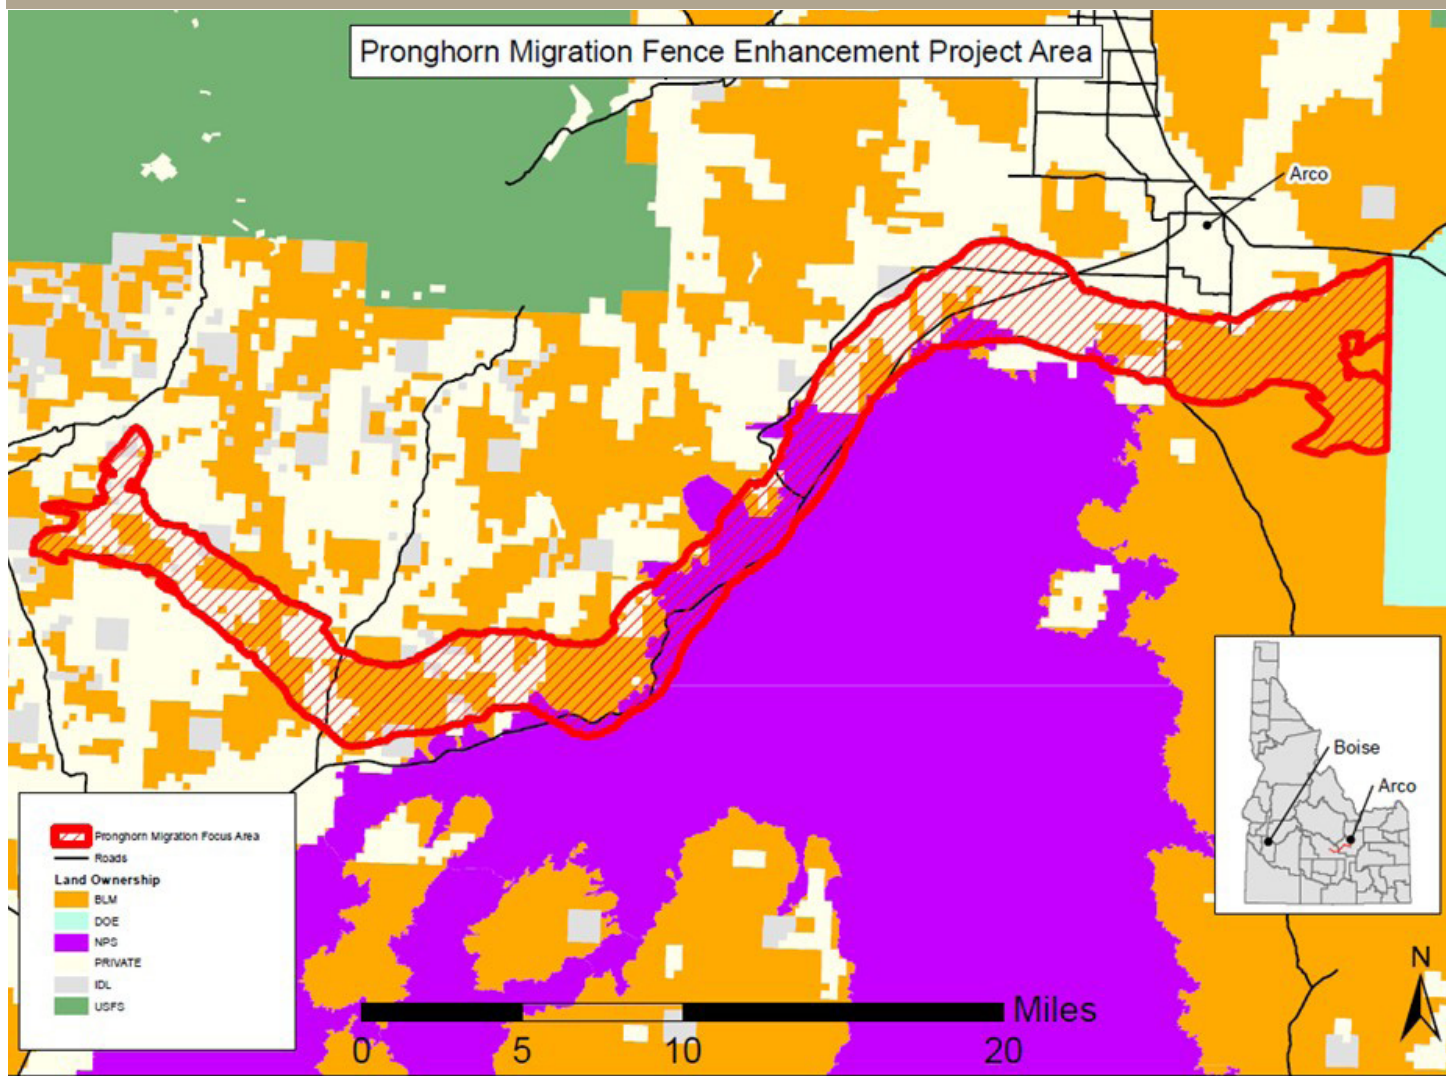 Pronghorn Migration Fence Enhancement Project Area
Arco
Boise
Arco
Pronghorn Migration Focus Area
Roads
Land Ownership
BLM
DOE
NPS
PRIVATE
IDL
USFS
N
Miles
0 5 10 20